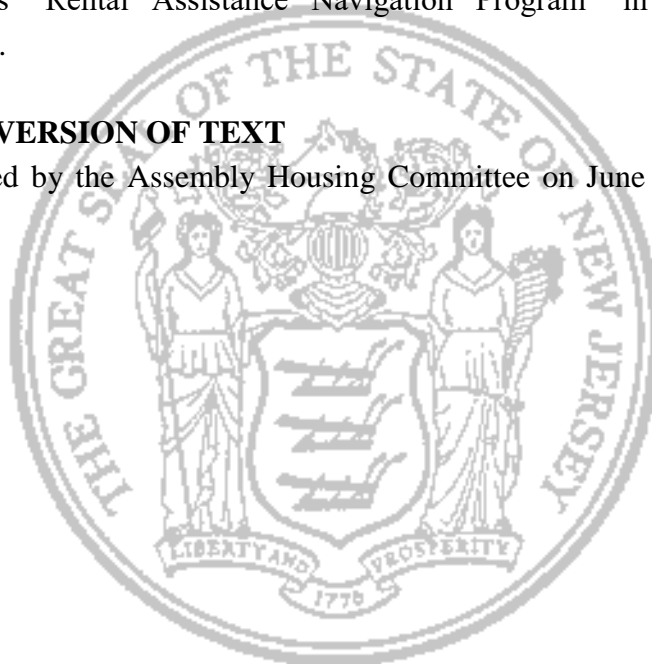 s Rental Assistance Navigation Program in
.
VERSION OF TEXT
ed by the Assembly Housing Committee on June
THE GREAT SEAL OF THE STATE OF NEW JERSEY
LIBERTY AND PROSPERITY
1776